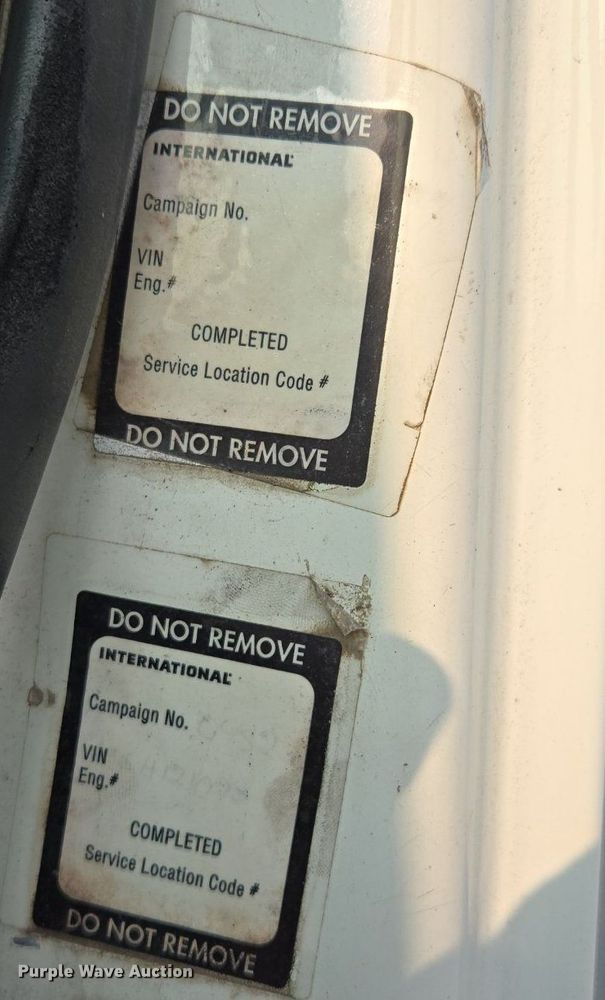 DO NOT REMOVE
INTERNATIONAL
Campaign No.
VIN
Eng.#
COMPLETED
Service Location Code #
DO NOT REMOVE
DO NOT REMOVE
INTERNATIONAL
Campaign No.
VIN
Eng.#
COMPLETED
Service Location Code #
DO NOT REMOVE
Purple Wave Auction